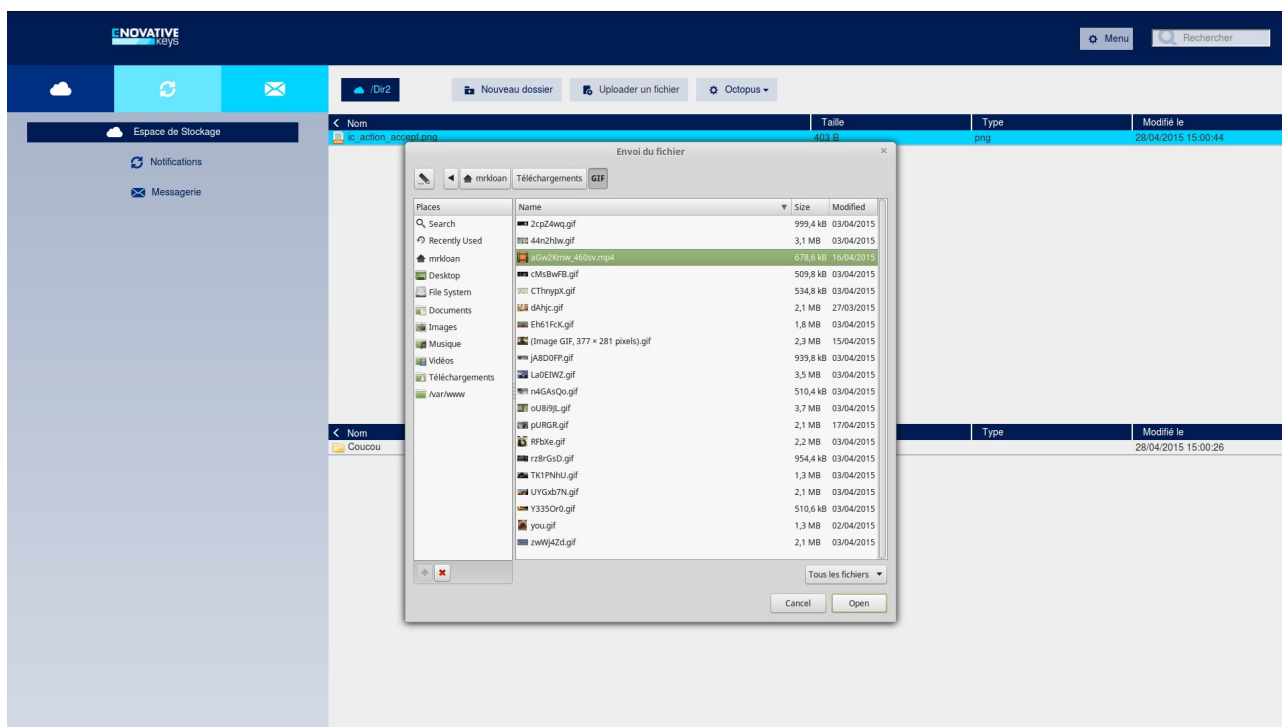 ENOVATIVE
keys
Menu
Rechercher
/Dir2
Nouveau dossier
Uploader un fichier
Octopus
Espace de Stockage
Notifications
Messagerie
Nom Taille Type Modifié le
ic_action_accept.png 403 B png 28/04/2015 15:00:44
Envoi du fichier
mrkloan Téléchargements GIF
Places
Search
Recently Used
mrkloan
Desktop
File System
Documents
Images
Musique
Vidéos
Téléchargements
/var/www
Name Size Modified
2cpZ4wq.gif 999,4 kB 03/04/2015
44n2hIw.gif 3,1 MB 03/04/2015
aGw2Kmw_460sv.mp4 678,6 kB 16/04/2015
cMsBwFB.gif 509,8 kB 03/04/2015
CThnypX.gif 534,8 kB 03/04/2015
dAhjc.gif 2,1 MB 27/03/2015
Eh61FcK.gif 1,8 MB 03/04/2015
(Image GIF, 377 × 281 pixels).gif 2,3 MB 15/04/2015
jA8D0FP.gif 939,8 kB 03/04/2015
La0EIWZ.gif 3,5 MB 03/04/2015
n4GAsQo.gif 510,4 kB 03/04/2015
oU8i9JL.gif 3,7 MB 03/04/2015
pURGR.gif 2,1 MB 17/04/2015
RFbXe.gif 2,2 MB 03/04/2015
rz8rGsD.gif 954,4 kB 03/04/2015
TK1PNhU.gif 1,3 MB 03/04/2015
UYGxb7N.gif 2,1 MB 03/04/2015
Y335Or0.gif 510,6 kB 03/04/2015
you.gif 1,3 MB 02/04/2015
zwWj4Zd.gif 2,1 MB 03/04/2015
Tous les fichiers
Cancel Open
Nom Type Modifié le
Coucou 28/04/2015 15:00:26